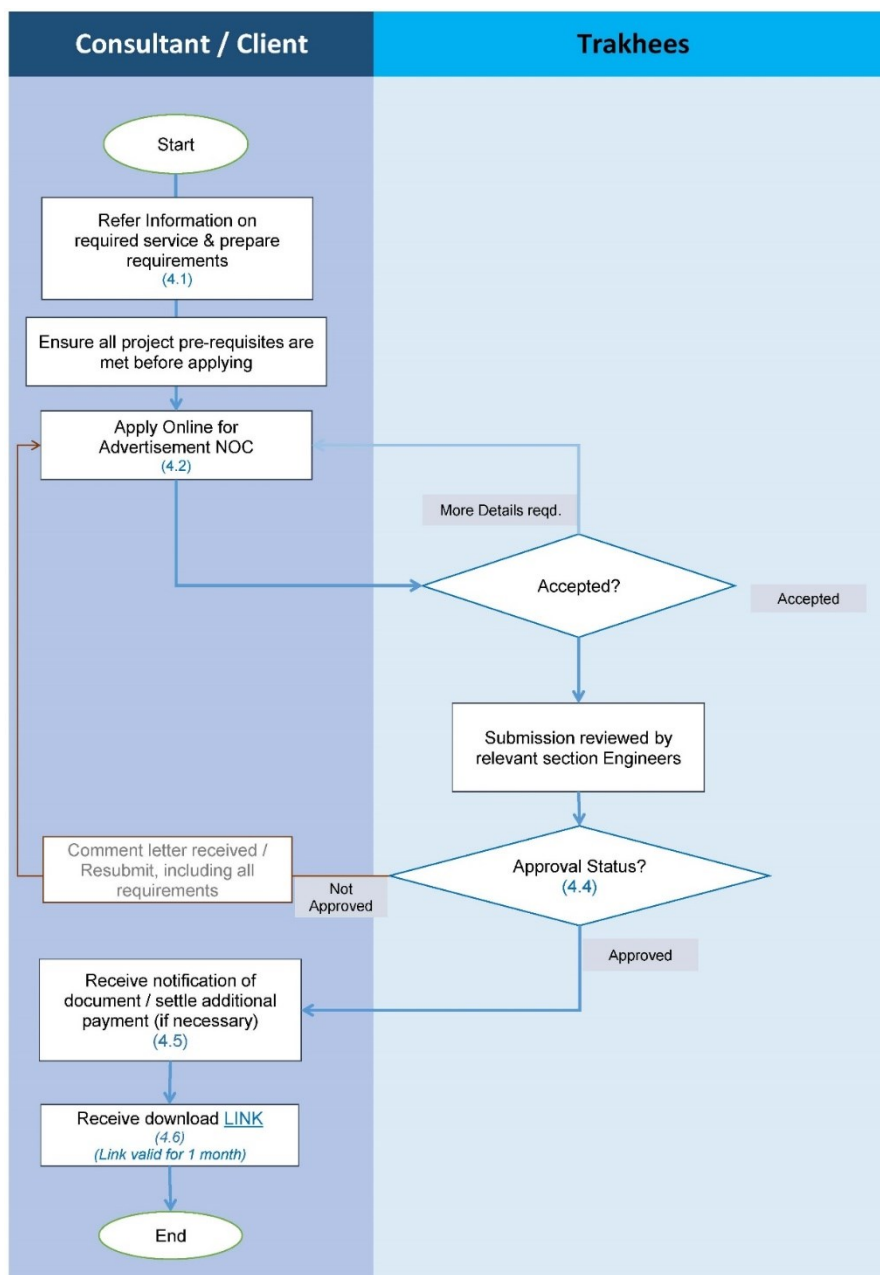 Consultant / Client
Trakhees
Start
Refer Information on
required service & prepare
requirements
(4.1)
Ensure all project pre-requisites are
met before applying
Apply Online for
Advertisement NOC
(4.2)
More Details reqd.
Accepted?
Accepted
Submission reviewed by
relevant section Engineers
Approval Status?
(4.4)
Comment letter received /
Resubmit, including all
requirements
Not
Approved
Approved
Receive notification of
document / settle additional
payment (if necessary)
(4.5)
Receive download LINK
(4.6)
(Link valid for 1 month)
End